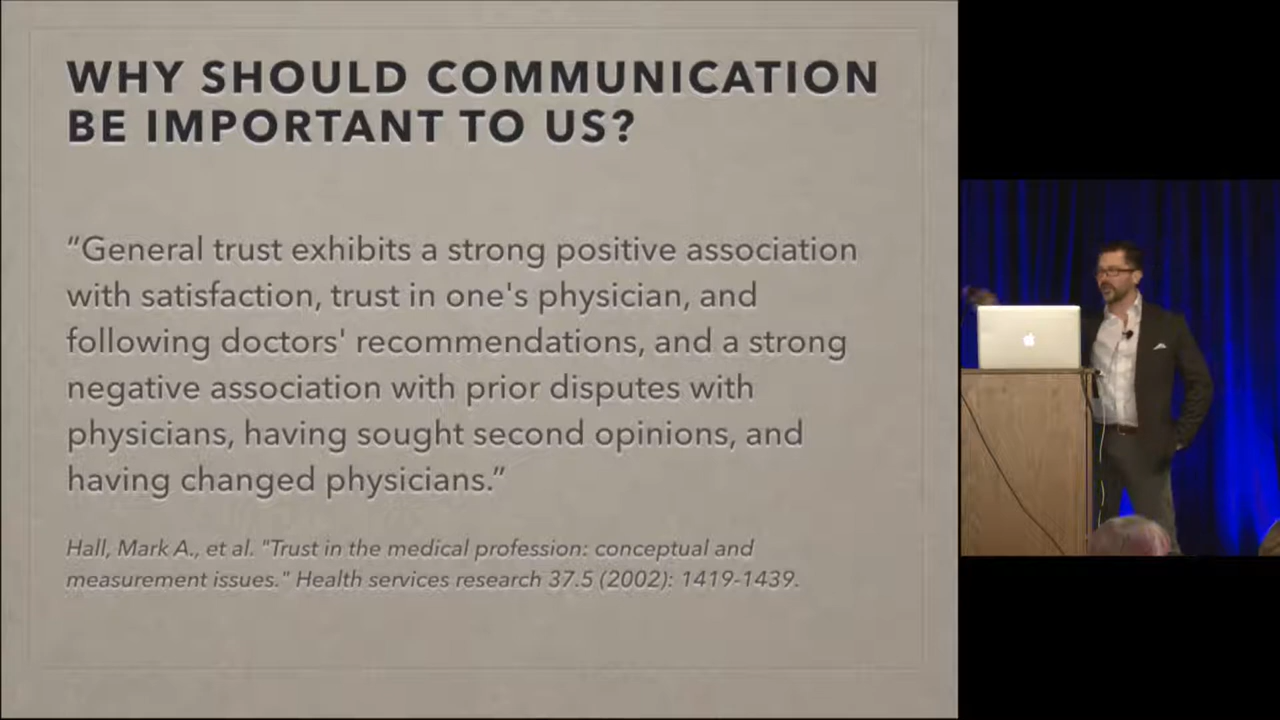 WHY SHOULD COMMUNICATION
BE IMPORTANT TO US?
“General trust exhibits a strong positive association
with satisfaction, trust in one's physician, and
following doctors' recommendations, and a strong
negative association with prior disputes with
physicians, having sought second opinions, and
having changed physicians.”
Hall, Mark A., et al. "Trust in the medical profession: conceptual and
measurement issues." Health services research 37.5 (2002): 1419-1439.